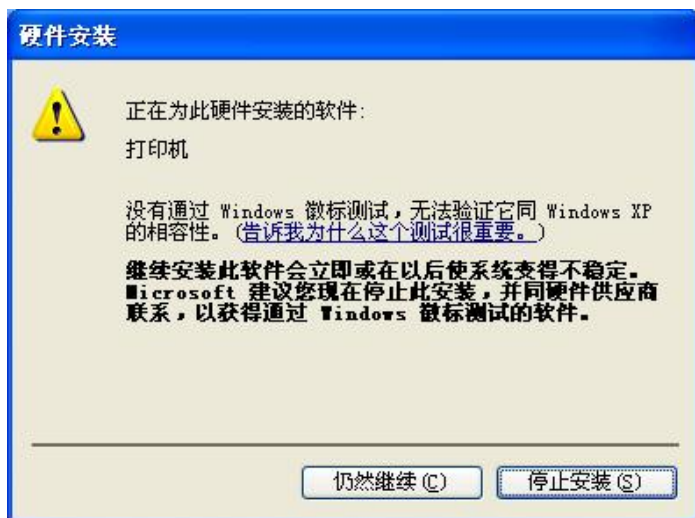 硬件安装
正在为此硬件安装的软件:
打印机
没有通过 Windows 徽标测试，无法验证它同 Windows XP
的相容性。(告诉我为什么这个测试很重要。)
继续安装此软件会立即或在以后使系统变得不稳定。
Microsoft 建议您现在停止此安装，并同硬件供应商
联系，以获得通过 Windows 徽标测试的软件。
仍然继续(C)
停止安装(S)